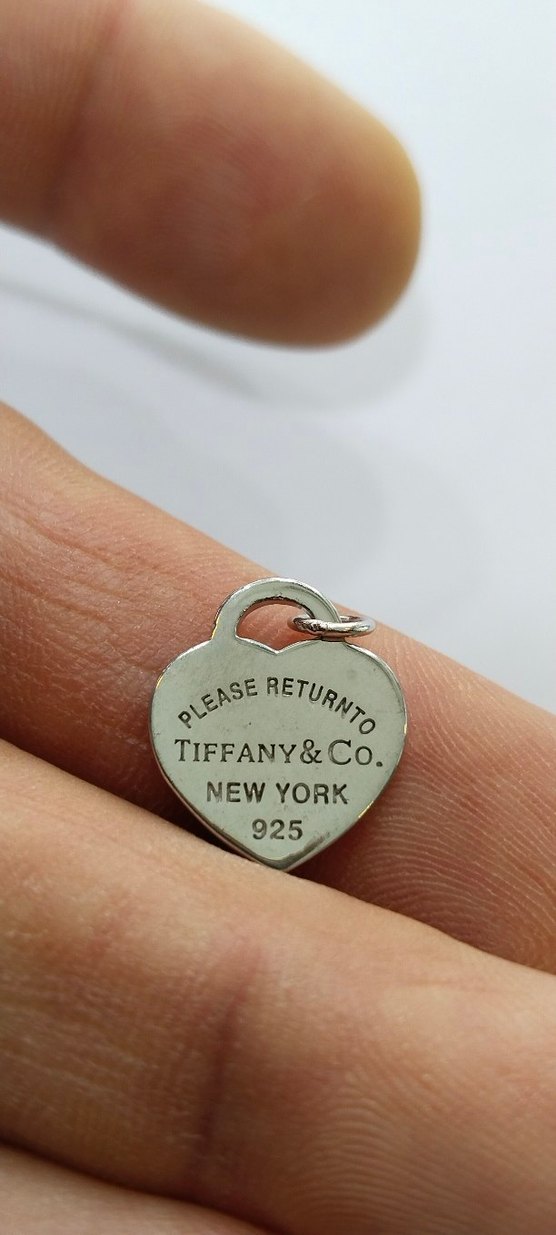 PLEASE RETURNTO
TIFFANY&CO.
NEW YORK
925